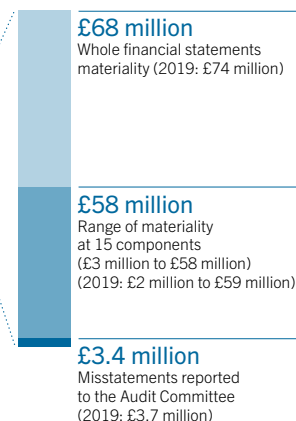 £68 million
Whole financial statements
materiality (2019: £74 million)
£58 million
Range of materiality
at 15 components
(£3 million to £58 million)
(2019: £2 million to £59 million)
£3.4 million
Misstatements reported
to the Audit Committee
(2019: £3.7 million)